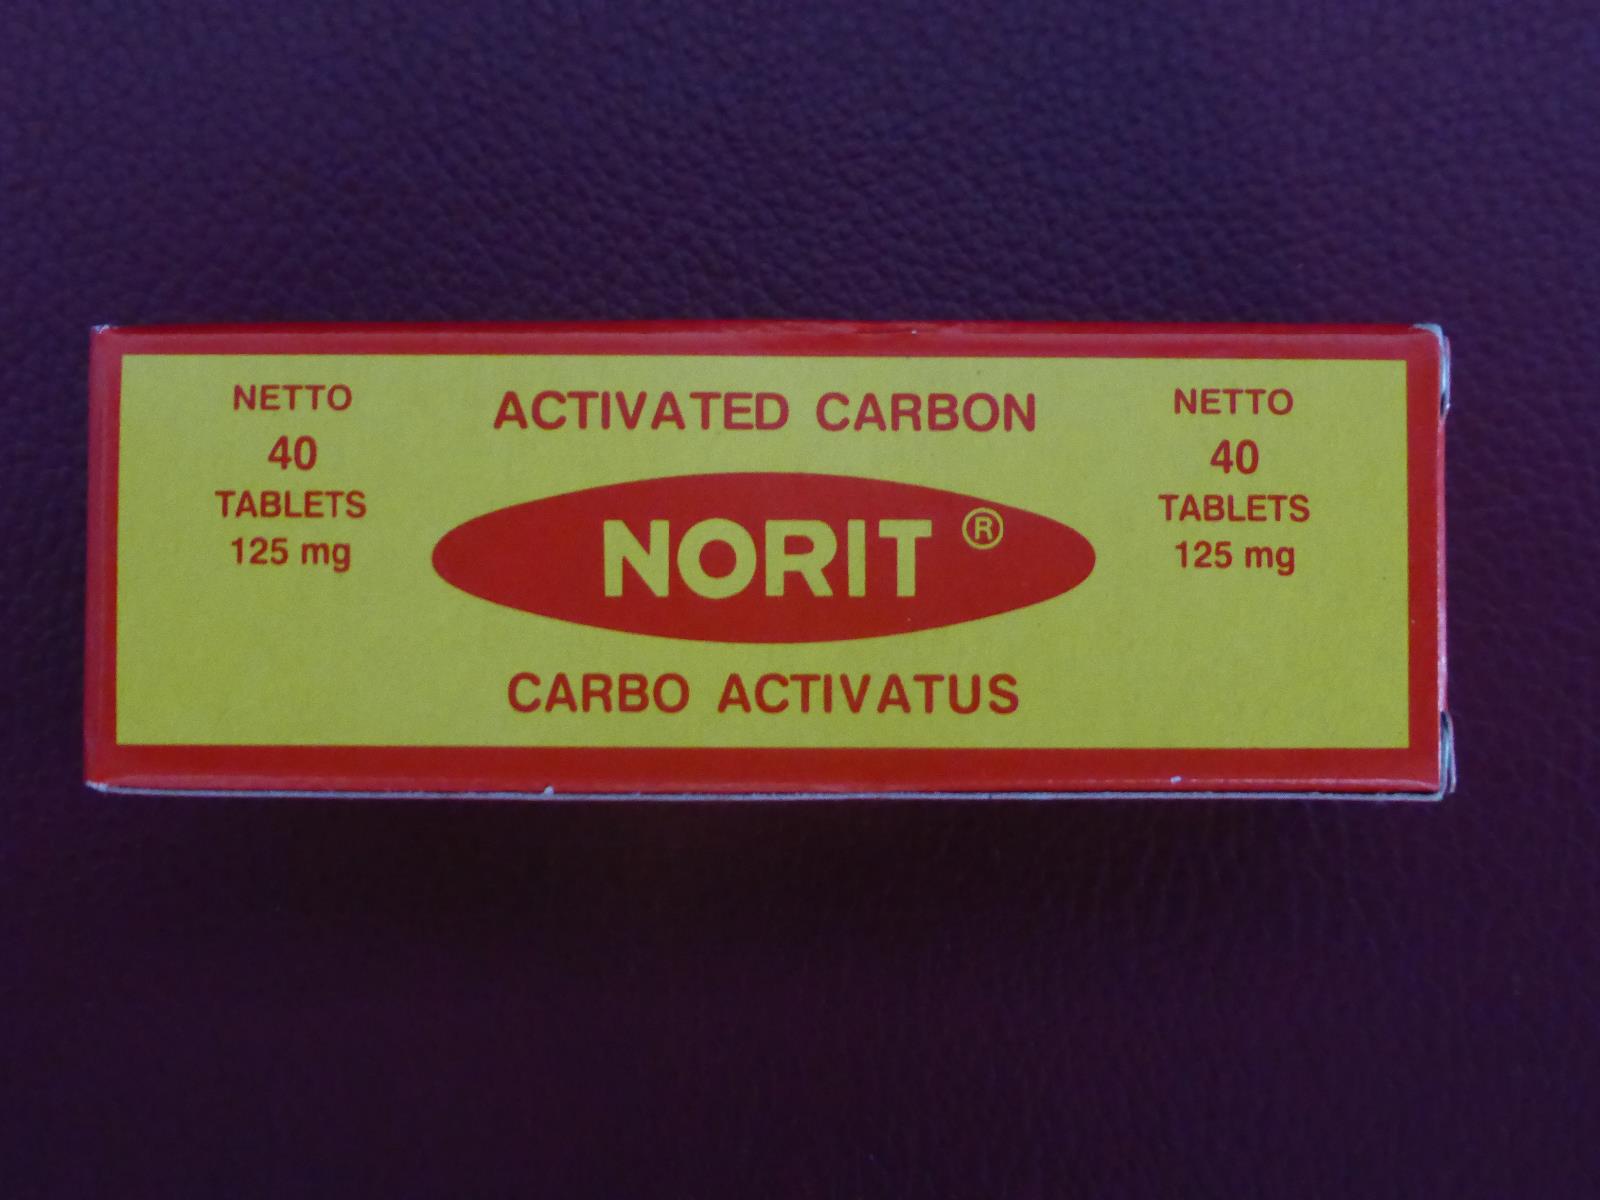 NETTO
40
TABLETS
125 mg
ACTIVATED CARBON
NORIT ®
CARBO ACTIVATUS
NETTO
40
TABLETS
125 mg